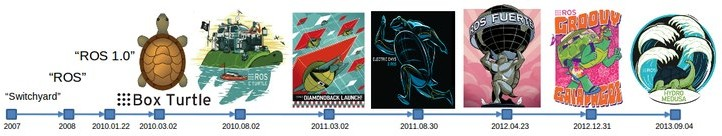 "Switchyard"
"ROS"
"ROS 1.0"
Box Turtle
ROS
C TURTLE
DIAMONDBACK LAUNCH!
ELECTRIC EMYS
ROS FUERTE
ROS
GROOVY
GALAPAGOS
ROS
HYDRO
MEDUSA
2007
2008
2010.01.22
2010.03.02
2010.08.02
2011.03.02
2011.08.30
2012.04.23
2012.12.31
2013.09.04